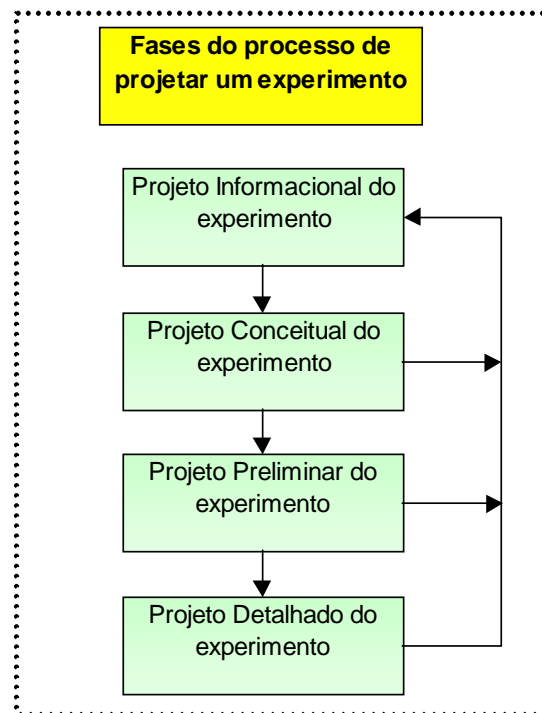 Fases do processo de
projetar um experimento
Projeto Informacional do
experimento
Projeto Conceitual do
experimento
Projeto Preliminar do
experimento
Projeto Detalhado do
experimento